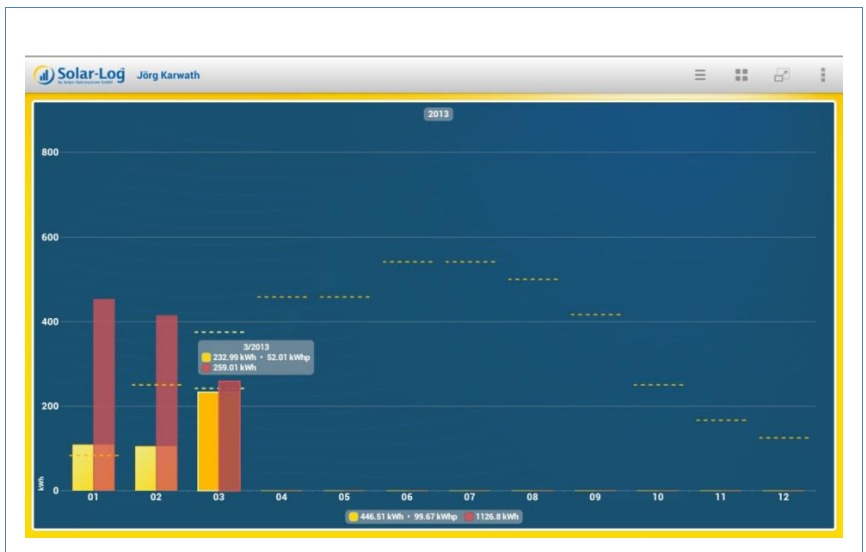 Solar-Log Jörg Karwath
2013
800
600
400
200
0
kWh
3/2013
232.99 kWh • 52.01 kWhp
259.01 kWh
01 02 03 04 05 06 07 08 09 10 11 12
446.51 kWh • 99.67 kWhp 1126.8 kWh